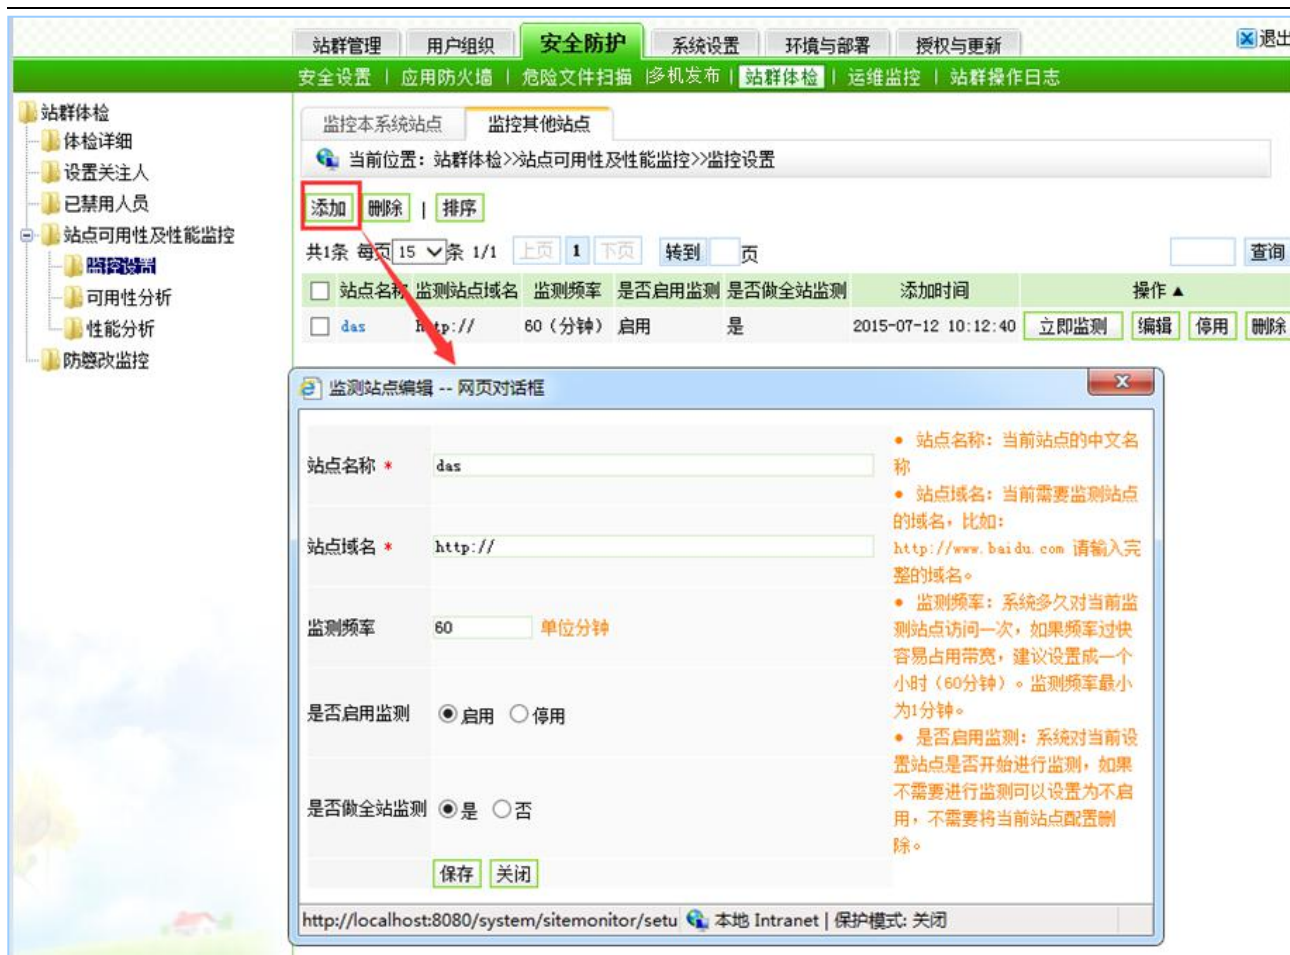 站群管理 用户组织 安全防护 系统设置 环境与部署 授权与更新 退出
安全设置 | 应用防火墙 | 危险文件扫描 |多机发布 | 站群体检 | 运维监控 | 站群操作日志
站群体检
体检详细
设置关注人
已禁用人员
站点可用性及性能监控
监控设置
可用性分析
性能分析
防篡改监控
监控本系统站点 监控其他站点
当前位置：站群体检>>站点可用性及性能监控>>监控设置
添加 删除 | 排序
共1条 每页 15 条 1/1 上页 1 下页 转到 页 查询
站点名称 监测站点域名 监测频率 是否启用监测 是否做全站监测 添加时间 操作▲
das http:// 60（分钟） 启用 是 2015-07-12 10:12:40 立即监测 编辑 停用 删除
监测站点编辑 -- 网页对话框
站点名称 * das
站点域名 * http://
监测频率 60 单位分钟
是否启用监测 启用 停用
是否做全站监测 是 否
保存 关闭
● 站点名称：当前站点的中文名
称
● 站点域名：当前需要监测站点
的域名，比如：
http://www.baidu.com 请输入完
整的域名。
● 监测频率：系统多久对当前监
测站点访问一次，如果频率过快
容易占用带宽，建议设置成一个
小时（60分钟）。监测频率最小
为1分钟。
● 是否启用监测：系统对当前设
置站点是否开始进行监测，如果
不需要进行监测可以设置为不启
用，不需要将当前站点配置删
除。
http://localhost:8080/system/sitemonitor/setu 本地 Intranet | 保护模式: 关闭